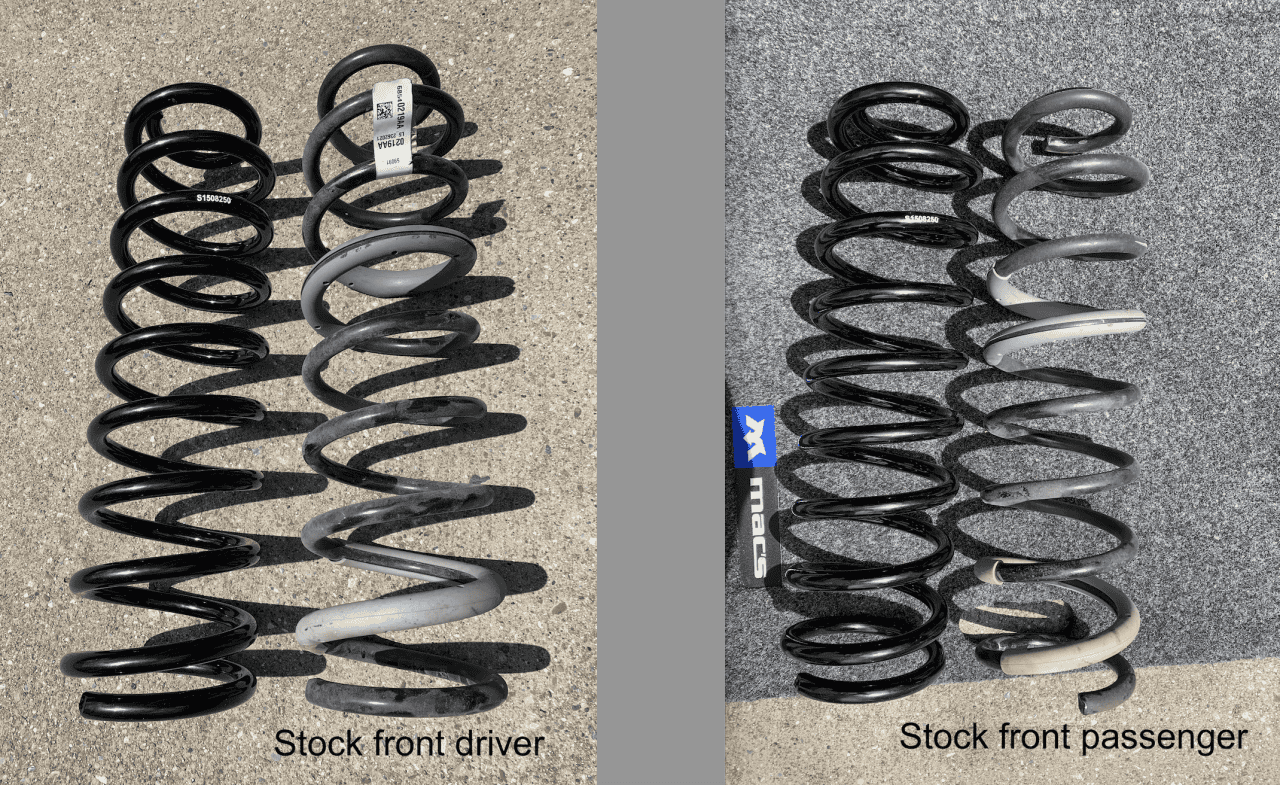 S1508250
0219AA
Stock front driver
S1508250
macs
Stock front passenger